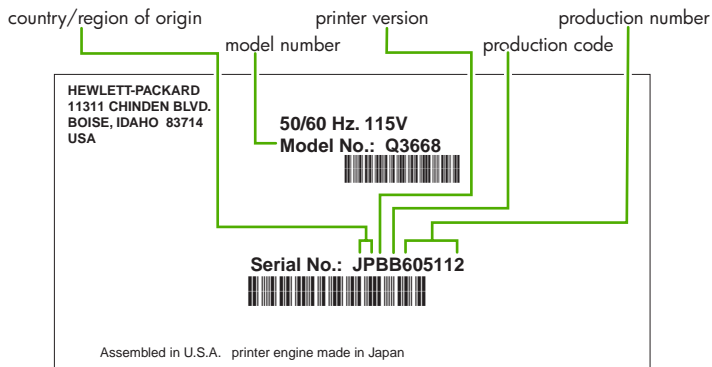 country/region of origin
printer version
production number
model number
production code
HEWLETT-PACKARD
11311 CHINDEN BLVD.
BOISE, IDAHO 83714
USA
50/60 Hz. 115V
Model No.: Q3668
Serial No.: JPBB605112
Assembled in U.S.A. printer engine made in Japan